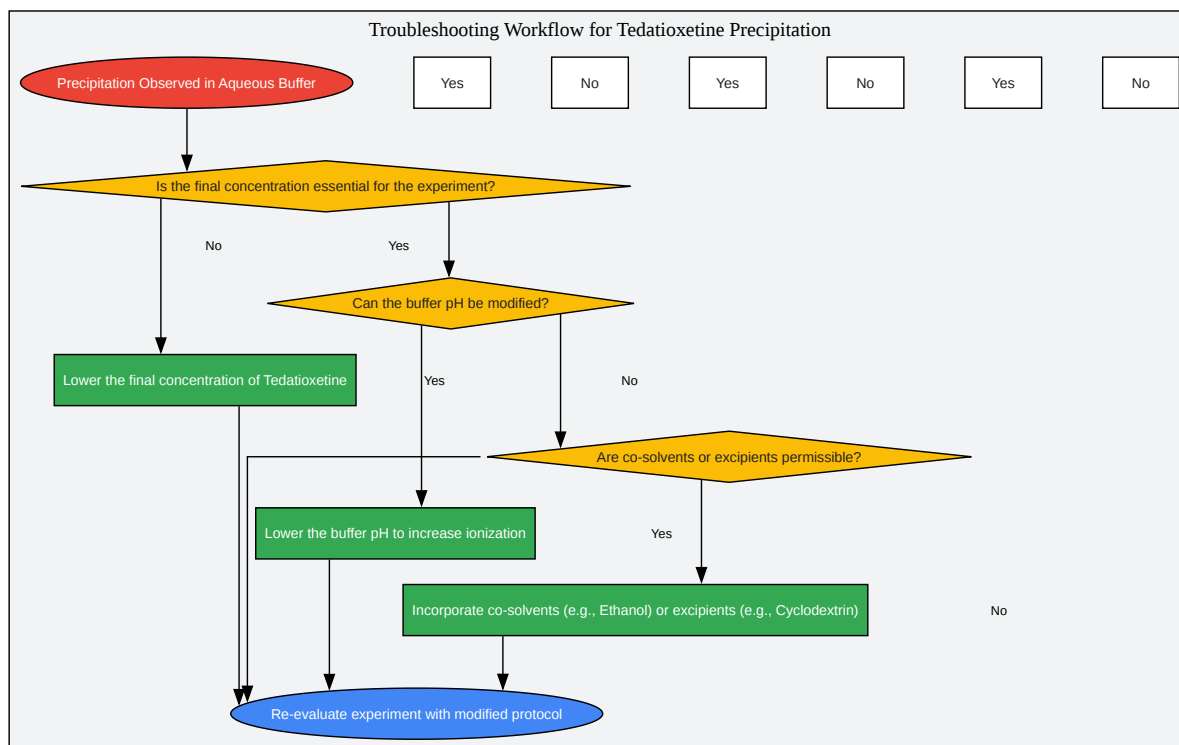 Troubleshooting Workflow for Tedatioxetine Precipitation
Precipitation Observed in Aqueous Buffer
Yes
No
Yes
No
Yes
No
Is the final concentration essential for the experiment?
No
Yes
Can the buffer pH be modified?
Lower the final concentration of Tedatioxetine
Yes
No
Are co-solvents or excipients permissible?
Lower the buffer pH to increase ionization
Yes
Incorporate co-solvents (e.g., Ethanol) or excipients (e.g., Cyclodextrin)
No
Re-evaluate experiment with modified protocol